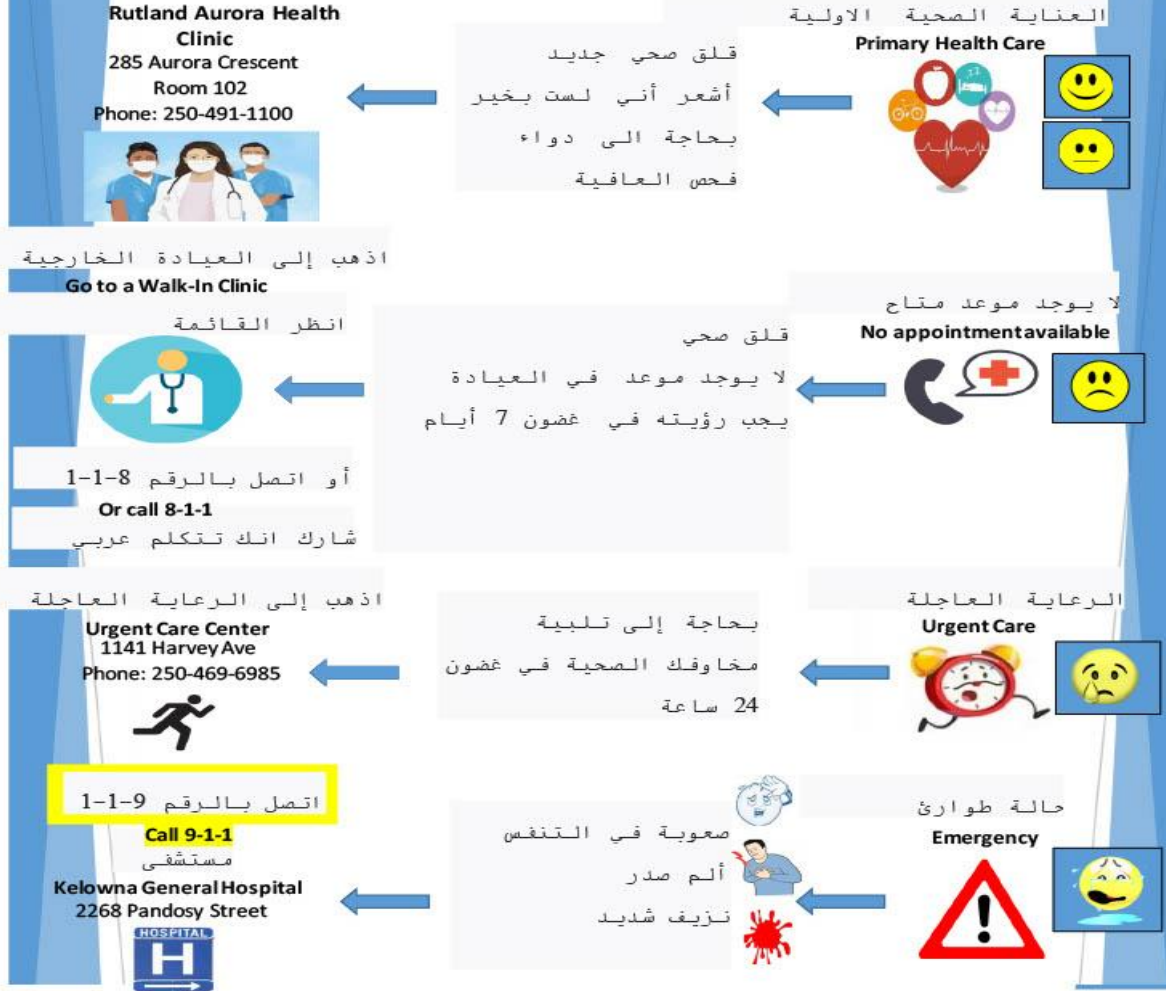 العناية الصحية الاولية
Primary Health Care
قلق صحي جديد
أشعر أني لست بخير
بحاجة الى دواء
فحص العافية
Rutland Aurora Health
Clinic
285 Aurora Crescent
Room 102
Phone: 250-491-1100
لا يوجد موعد متاح
No appointment available
قلق صحي
لا يوجد موعد في العيادة
يجب رؤيته في غضون 7 أيام
اذهب إلى العيادة الخارجية
Go to a Walk-In Clinic
انظر القائمة
أو اتصل بالرقم 8-1-1
Or call 8-1-1
شارك انك تتكلم عربي
الرعاية العاجلة
Urgent Care
بحاجة إلى تلبية
مخاوفك الصحية في غضون
24 ساعة
اذهب إلى الرعاية العاجلة
Urgent Care Center
1141 Harvey Ave
Phone: 250-469-6985
حالة طوارئ
Emergency
صعوبة في التنفس
ألم صدر
نزيف شديد
اتصل بالرقم 9-1-1
Call 9-1-1
مستشفى
Kelowna General Hospital
2268 Pandosy Street
HOSPITAL
H